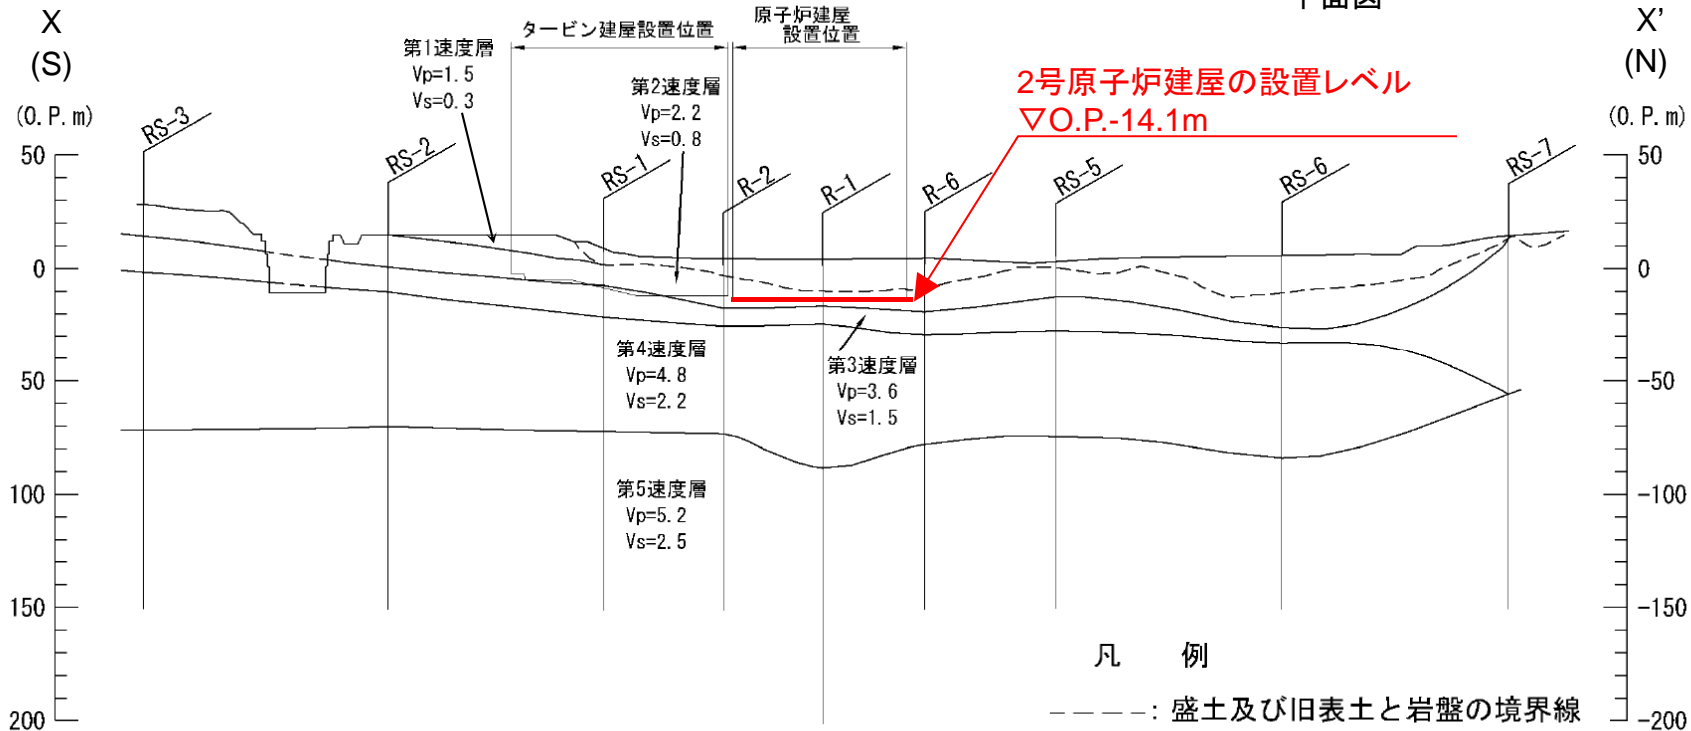 平面図
X
(S)
X'
(N)
(O.P.m)
(O.P.m)
タービン建屋設置位置
原子炉建屋
設置位置
第1速度層
Vp=1.5
Vs=0.3
第2速度層
Vp=2.2
Vs=0.8
2号原子炉建屋の設置レベル
▽O.P.-14.1m
RS-3
RS-2
RS-1
R-2
R-1
R-6
RS-5
RS-6
RS-7
50
0
50
100
150
200
50
0
-50
-100
-150
-200
第4速度層
Vp=4.8
Vs=2.2
第3速度層
Vp=3.6
Vs=1.5
第5速度層
Vp=5.2
Vs=2.5
凡 例
: 盛土及び旧表土と岩盤の境界線